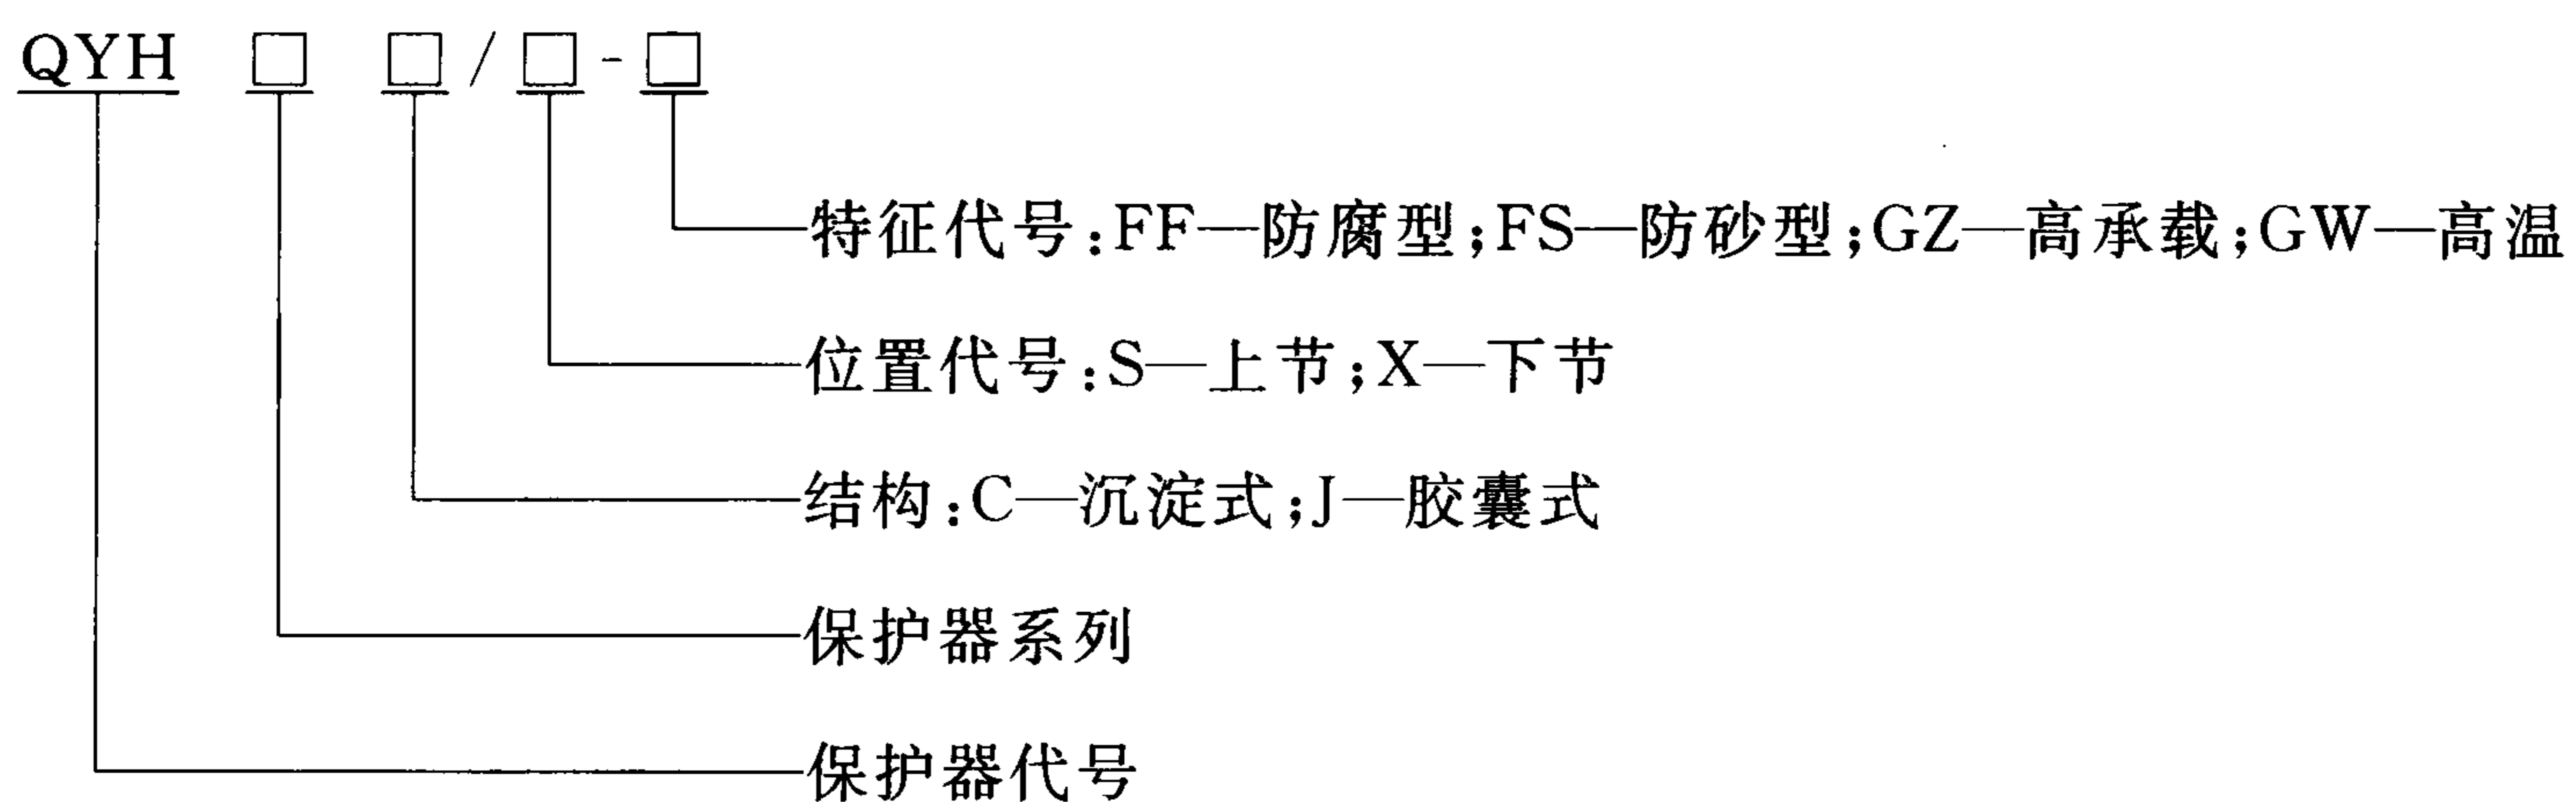 QYH □ □/□-□
特征代号:FF—防腐型;FS—防砂型;GZ—高承载;GW—高温
位置代号:S—上节;X—下节
结构:C—沉淀式;J—胶囊式
保护器系列
保护器代号